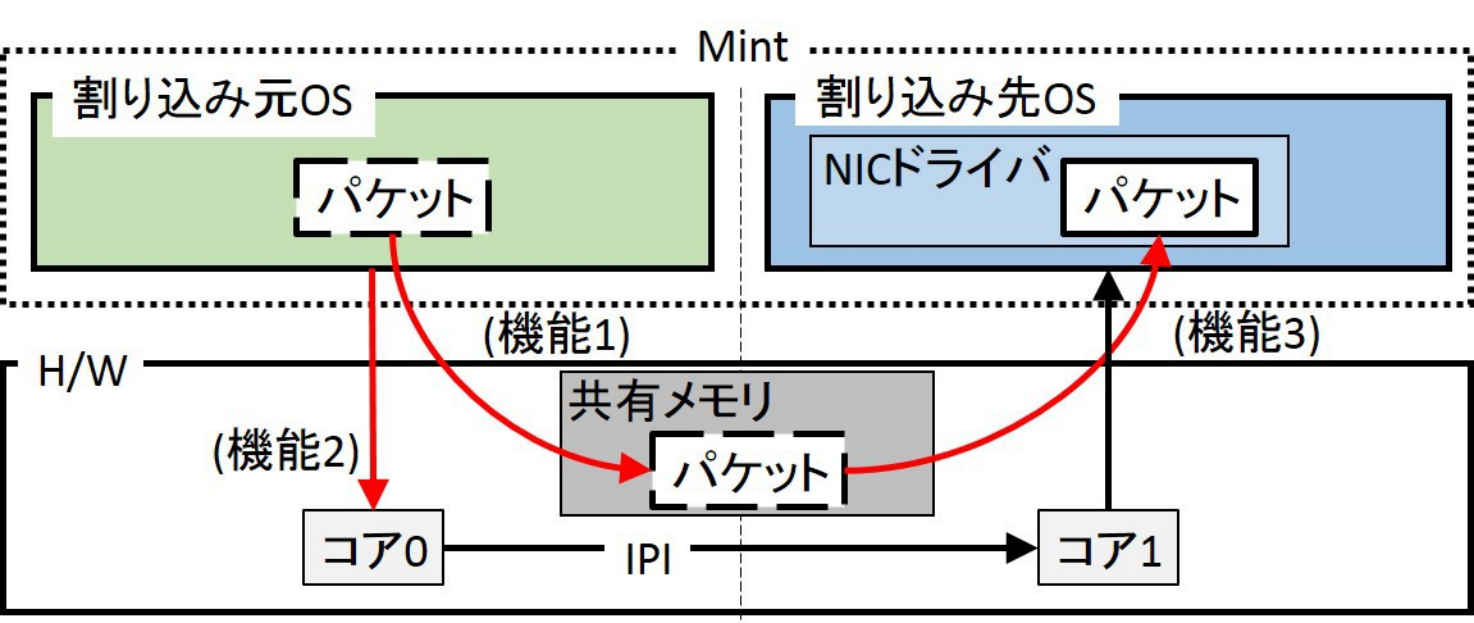 Mint
割り込み元OS
割り込み先OS
NICドライバ
パケット
パケット
(機能1)
(機能3)
H/W
共有メモリ
(機能2)
パケット
コア0
IPI
コア1